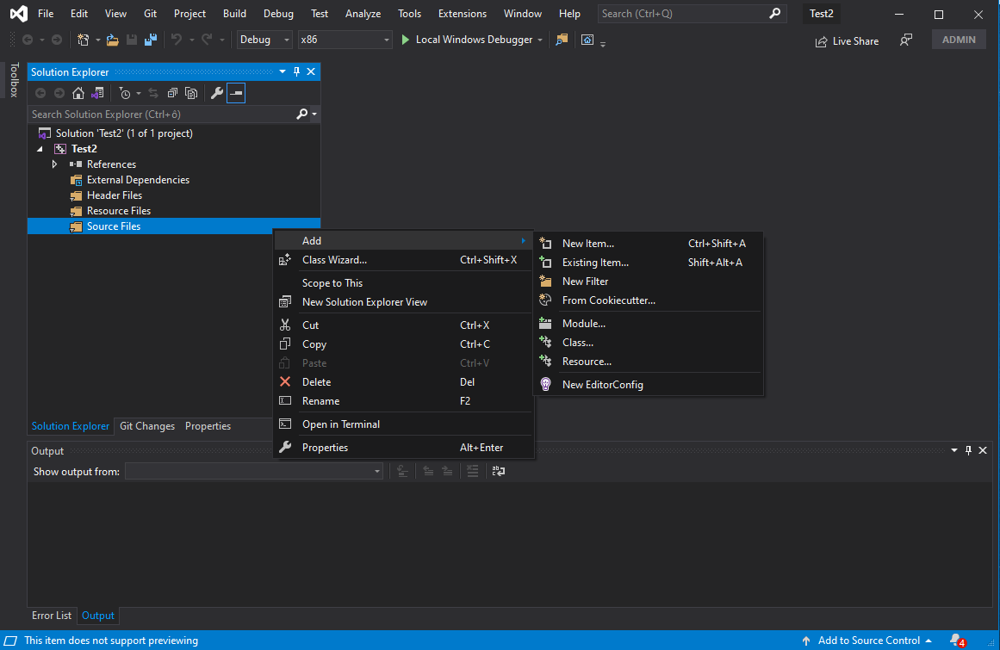 File Edit View Git Project Build Debug Test Analyze Tools Extensions Window Help Search (Ctrl+Q) Test2
Debug x86 Local Windows Debugger Live Share ADMIN
Toolbox
Solution Explorer
Search Solution Explorer (Ctrl+ô)
Solution 'Test2' (1 of 1 project)
Test2
References
External Dependencies
Header Files
Resource Files
Source Files
Add
Class Wizard... Ctrl+Shift+X
Scope to This
New Solution Explorer View
Cut Ctrl+X
Copy Ctrl+C
Paste Ctrl+V
Delete Del
Rename F2
Open in Terminal
Properties Alt+Enter
New Item... Ctrl+Shift+A
Existing Item... Shift+Alt+A
New Filter
From Cookiecutter...
Module...
Class...
Resource...
New EditorConfig
Solution Explorer Git Changes Properties
Output
Show output from:
Error List Output
This item does not support previewing Add to Source Control 4